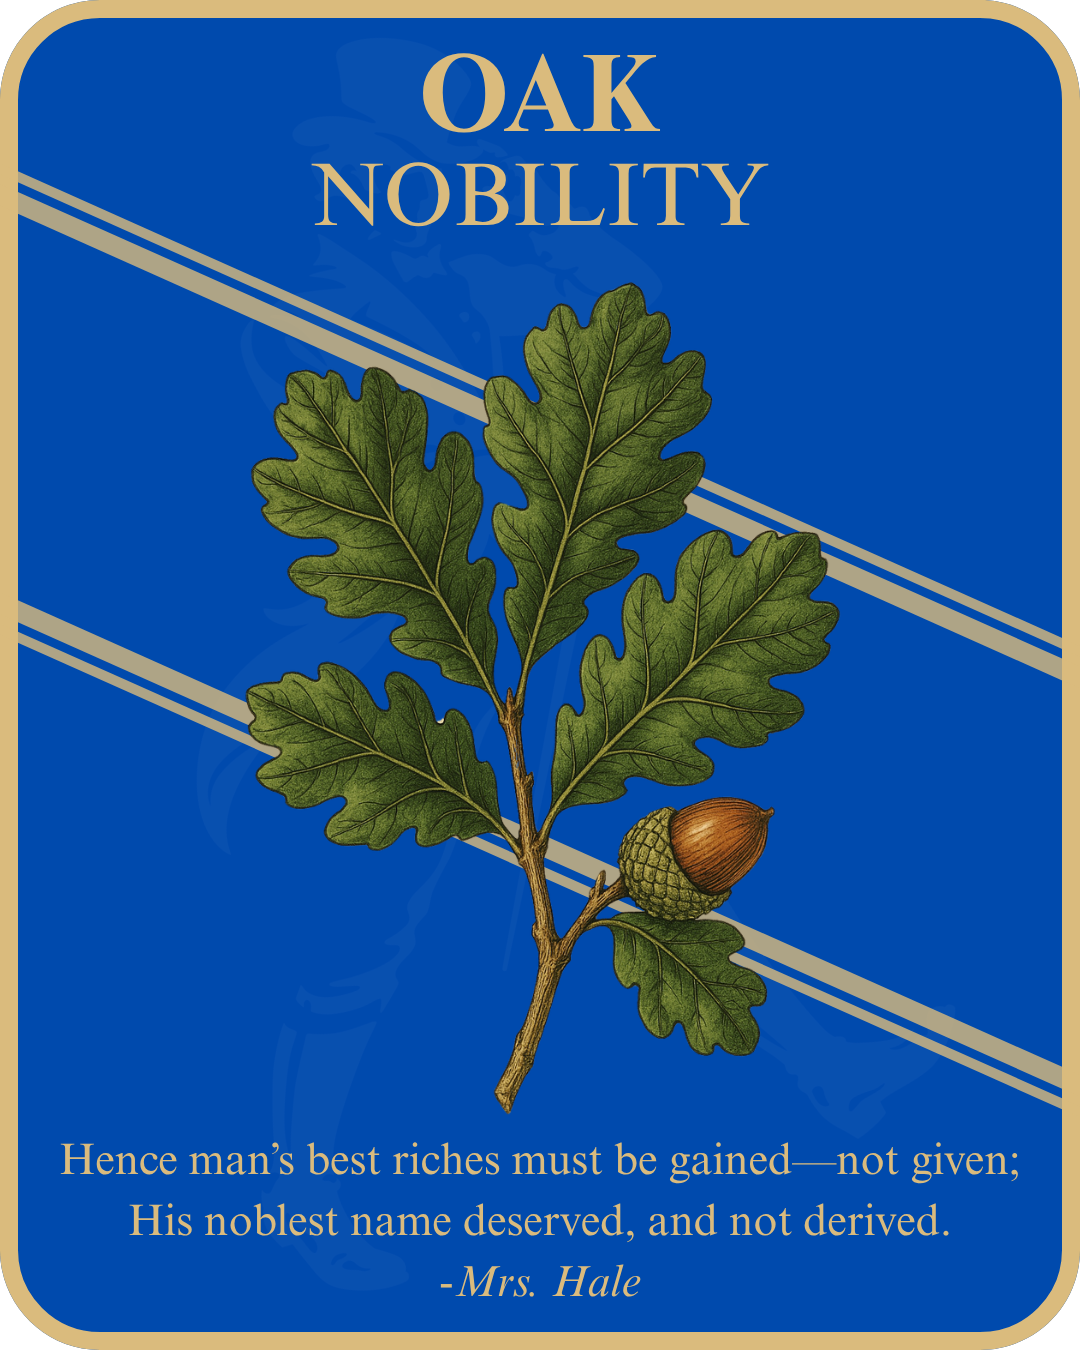 OAK
NOBILITY
Hence man’s best riches must be gained—not given;
His noblest name deserved, and not derived.
-Mrs. Hale